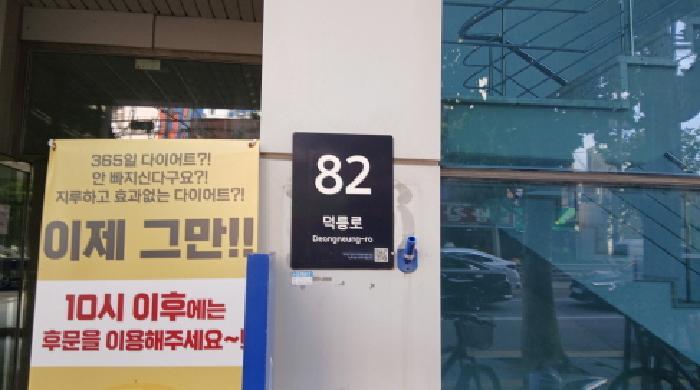 365일 다이어트?!
안 빠지신다구요?!
지루하고 효과없는 다이어트?!
이제 그만!!
10시 이후에는
후문을 이용해주세요~!
82
덕릉로
Deongneung-ro